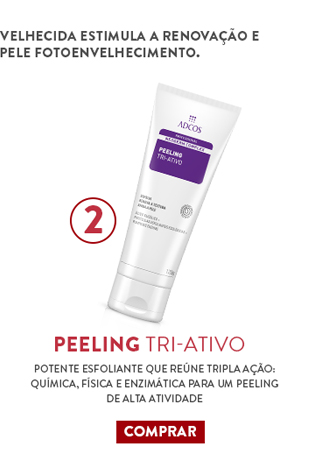 VELHECIDA ESTIMULA A RENOVAÇÃO E
PELE FOTOENVELHECIMENTO.
ADCOS
PEELING
TRI-ATIVO
2
PEELING TRI-ATIVO
POTENTE ESFOLIANTE QUE REÚNE TRIPLA AÇÃO:
QUÍMICA, FÍSICA E ENZIMÁTICA PARA UM PEELING
DE ALTA ATIVIDADE
COMPRAR